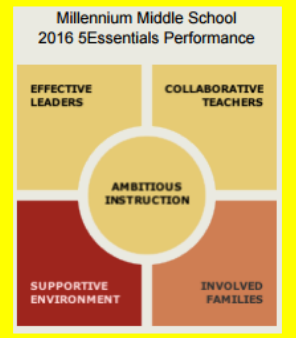 Millennium Middle School
2016 5Essentials Performance
EFFECTIVE
LEADERS
COLLABORATIVE
TEACHERS
AMBITIOUS
INSTRUCTION
SUPPORTIVE
ENVIRONMENT
INVOLVED
FAMILIES